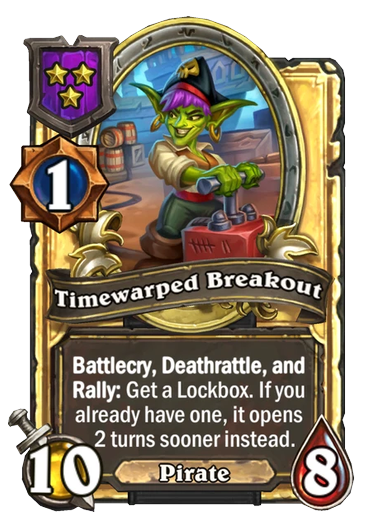 1
Timewarped Breakout
Battlecry, Deathrattle, and
Rally: Get a Lockbox. If you
already have one, it opens
2 turns sooner instead.
10
Pirate
8